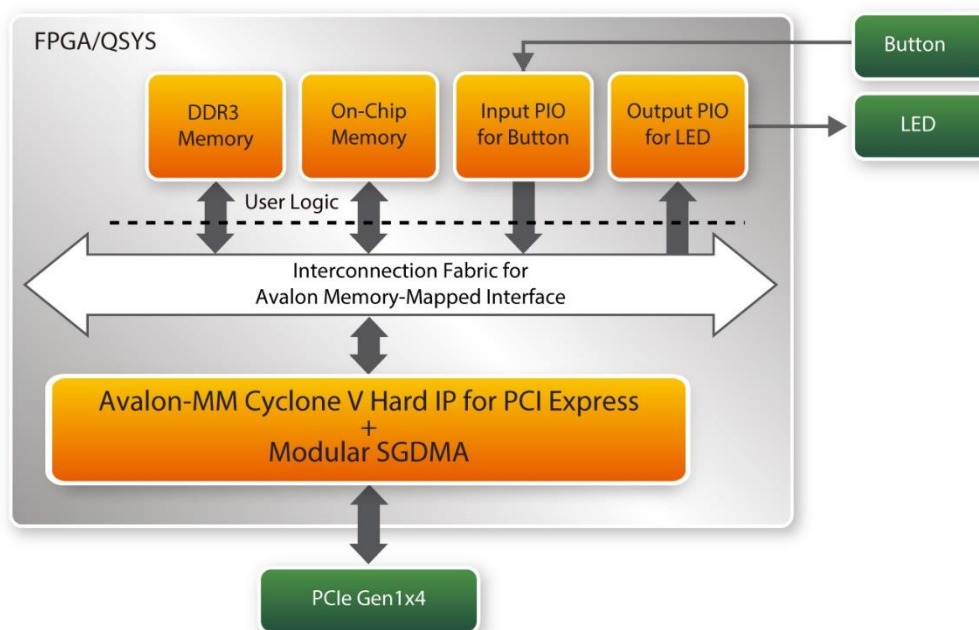 FPGA/QSYS
Button
LED
DDR3
Memory
On-Chip
Memory
Input PIO
for Button
Output PIO
for LED
User Logic
Interconnection Fabric for
Avalon Memory-Mapped Interface
Avalon-MM Cyclone V Hard IP for PCI Express
+
Modular SGDMA
PCIe Gen1x4